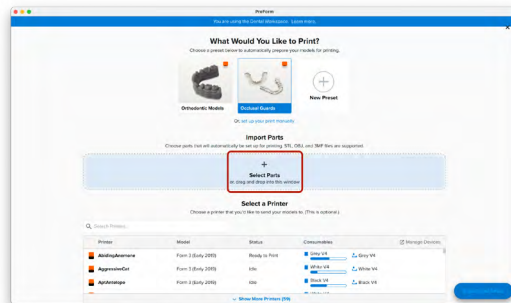 PreForm
You are using the Dental Workspace. Learn more.
What Would You Like to Print?
Choose a preset below to automatically prepare your models for printing.
Orthodontic Models
Occlusal Guards
New Preset
Or, set up your print manually
Import Parts
Choose parts that will automatically be set up for printing. STL, OBJ, and 3MF files are supported.
+
Select Parts
or drag and drop into this window
Select a Printer
Choose a printer that you'd like to send your models to. (This is optional.)
Search Printers...
Printer Model Status Consumables Manage Devices
AbidingAnemone Form 3 (Early 2019) Ready to Print Grey V4 Grey V4
AggressiveCat Form 3 (Early 2019) Idle White V4 White V4
AptAntelope Form 3 (Early 2019) Idle Black V4 Black V4